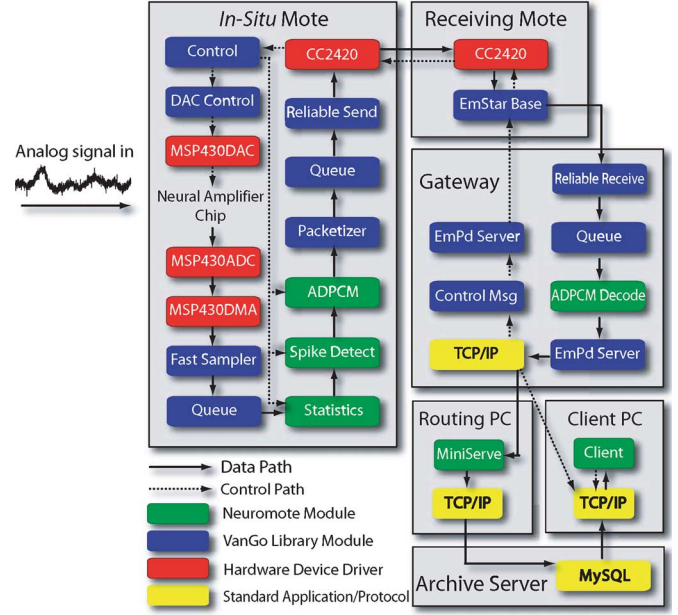 In-Situ Mote
Control
DAC Control
MSP430DAC
Analog signal in
Neural Amplifier
Chip
MSP430ADC
MSP430DMA
Fast Sampler
Queue
CC2420
Reliable Send
Queue
Packetizer
ADPCM
Spike Detect
Statistics
Receiving Mote
CC2420
EmStar Base
Gateway
Reliable Receive
Queue
ADPCM Decode
EmPd Server
EmPd Server
Control Msg
TCP/IP
Routing PC
MiniServe
TCP/IP
Client PC
Client
TCP/IP
Archive Server
MySQL
Data Path
Control Path
Neuromote Module
VanGo Library Module
Hardware Device Driver
Standard Application/Protocol